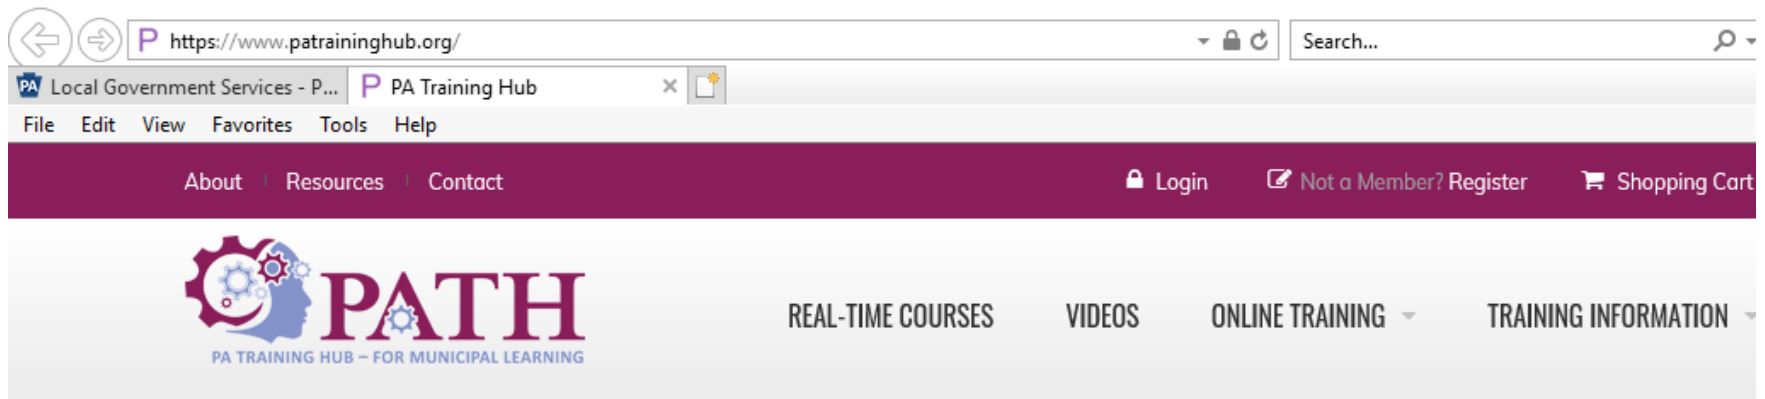 P https://www.patraininghub.org/ Search...
PA Local Government Services - P... P PA Training Hub
File Edit View Favorites Tools Help
About Resources Contact Login Not a Member? Register Shopping Cart
PATH
PA TRAINING HUB – FOR MUNICIPAL LEARNING
REAL-TIME COURSES VIDEOS ONLINE TRAINING TRAINING INFORMATION